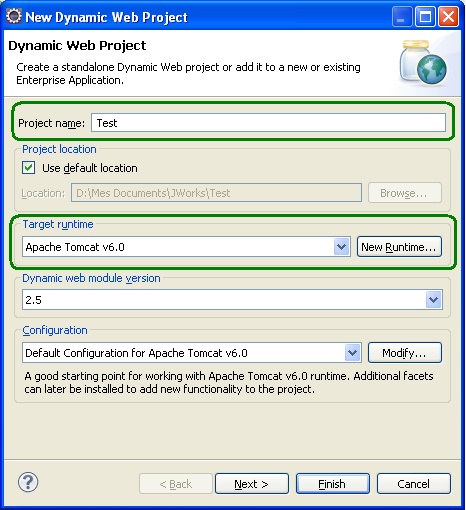 New Dynamic Web Project
Dynamic Web Project
Create a standalone Dynamic Web project or add it to a new or existing
Enterprise Application.
Project name: Test
Project location
Use default location
Location: D:\Mes Documents\JWorks\Test Browse...
Target runtime
Apache Tomcat v6.0 New Runtime...
Dynamic web module version
2.5
Configuration
Default Configuration for Apache Tomcat v6.0 Modify...
A good starting point for working with Apache Tomcat v6.0 runtime. Additional facets
can later be installed to add new functionality to the project.
? < Back Next > Finish Cancel